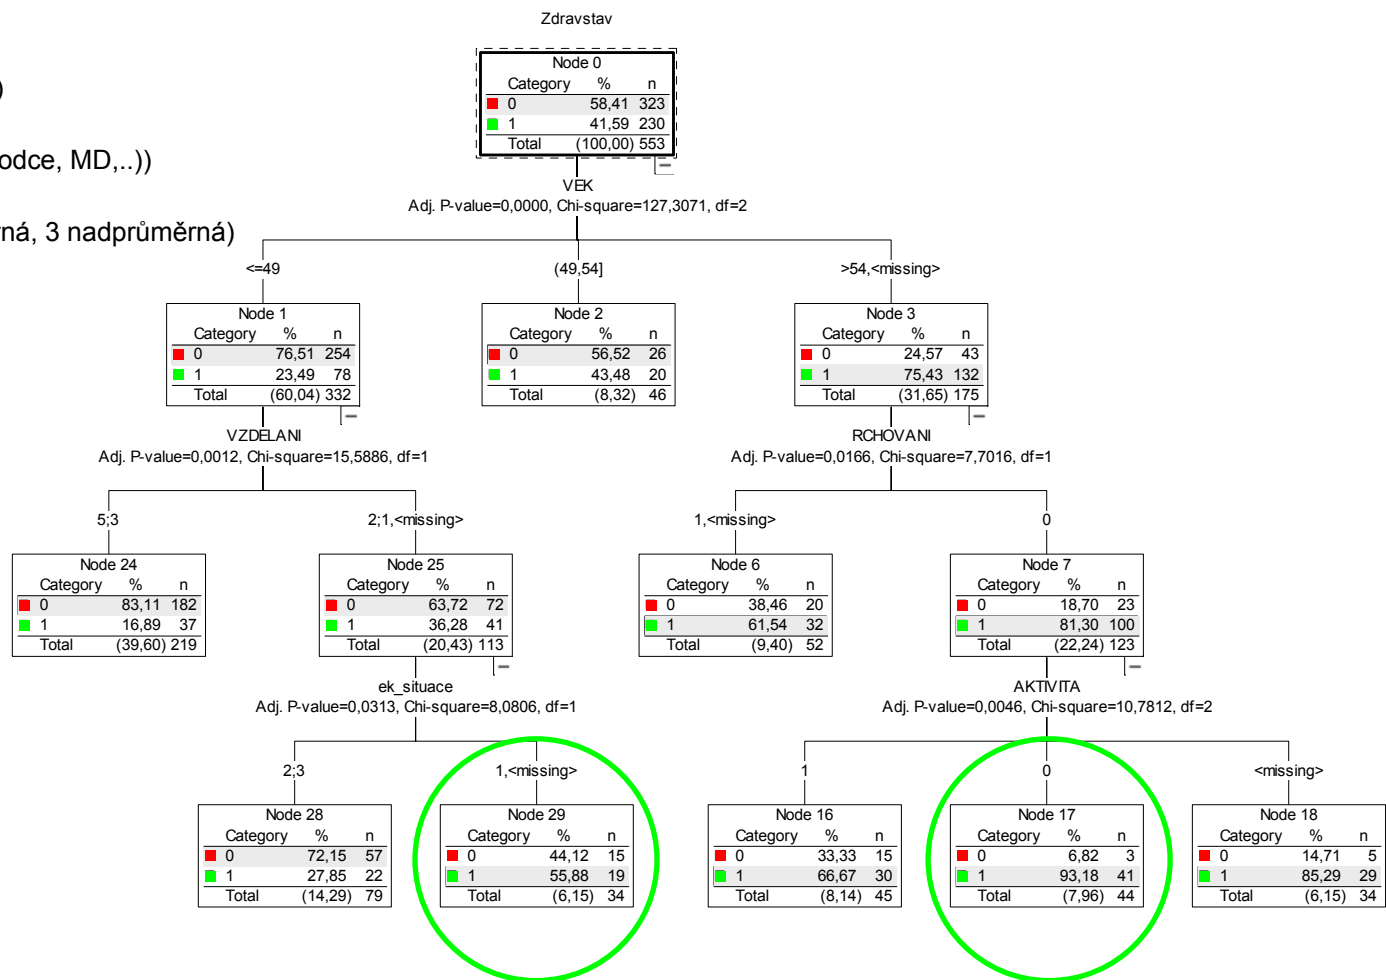 Zdravstav
)
odce, MD,..))
rná, 3 nadprůměrná)
Node 0
Category % n
0 58,41 323
1 41,59 230
Total (100,00) 553
VEK
Adj. P-value=0,0000, Chi-square=127,3071, df=2
<=49
(49,54]
>54,<missing>
Node 1
Category % n
0 76,51 254
1 23,49 78
Total (60,04) 332
Node 2
Category % n
0 56,52 26
1 43,48 20
Total (8,32) 46
Node 3
Category % n
0 24,57 43
1 75,43 132
Total (31,65) 175
VZDELANI
Adj. P-value=0,0012, Chi-square=15,5886, df=1
RCHOVANI
Adj. P-value=0,0166, Chi-square=7,7016, df=1
5;3
2;1,<missing>
1,<missing>
0
Node 24
Category % n
0 83,11 182
1 16,89 37
Total (39,60) 219
Node 25
Category % n
0 63,72 72
1 36,28 41
Total (20,43) 113
Node 6
Category % n
0 38,46 20
1 61,54 32
Total (9,40) 52
Node 7
Category % n
0 18,70 23
1 81,30 100
Total (22,24) 123
ek_situace
Adj. P-value=0,0313, Chi-square=8,0806, df=1
AKTIVITA
Adj. P-value=0,0046, Chi-square=10,7812, df=2
2;3
1,<missing>
1
0
<missing>
Node 28
Category % n
0 72,15 57
1 27,85 22
Total (14,29) 79
Node 29
Category % n
0 44,12 15
1 55,88 19
Total (6,15) 34
Node 16
Category % n
0 33,33 15
1 66,67 30
Total (8,14) 45
Node 17
Category % n
0 6,82 3
1 93,18 41
Total (7,96) 44
Node 18
Category % n
0 14,71 5
1 85,29 29
Total (6,15) 34